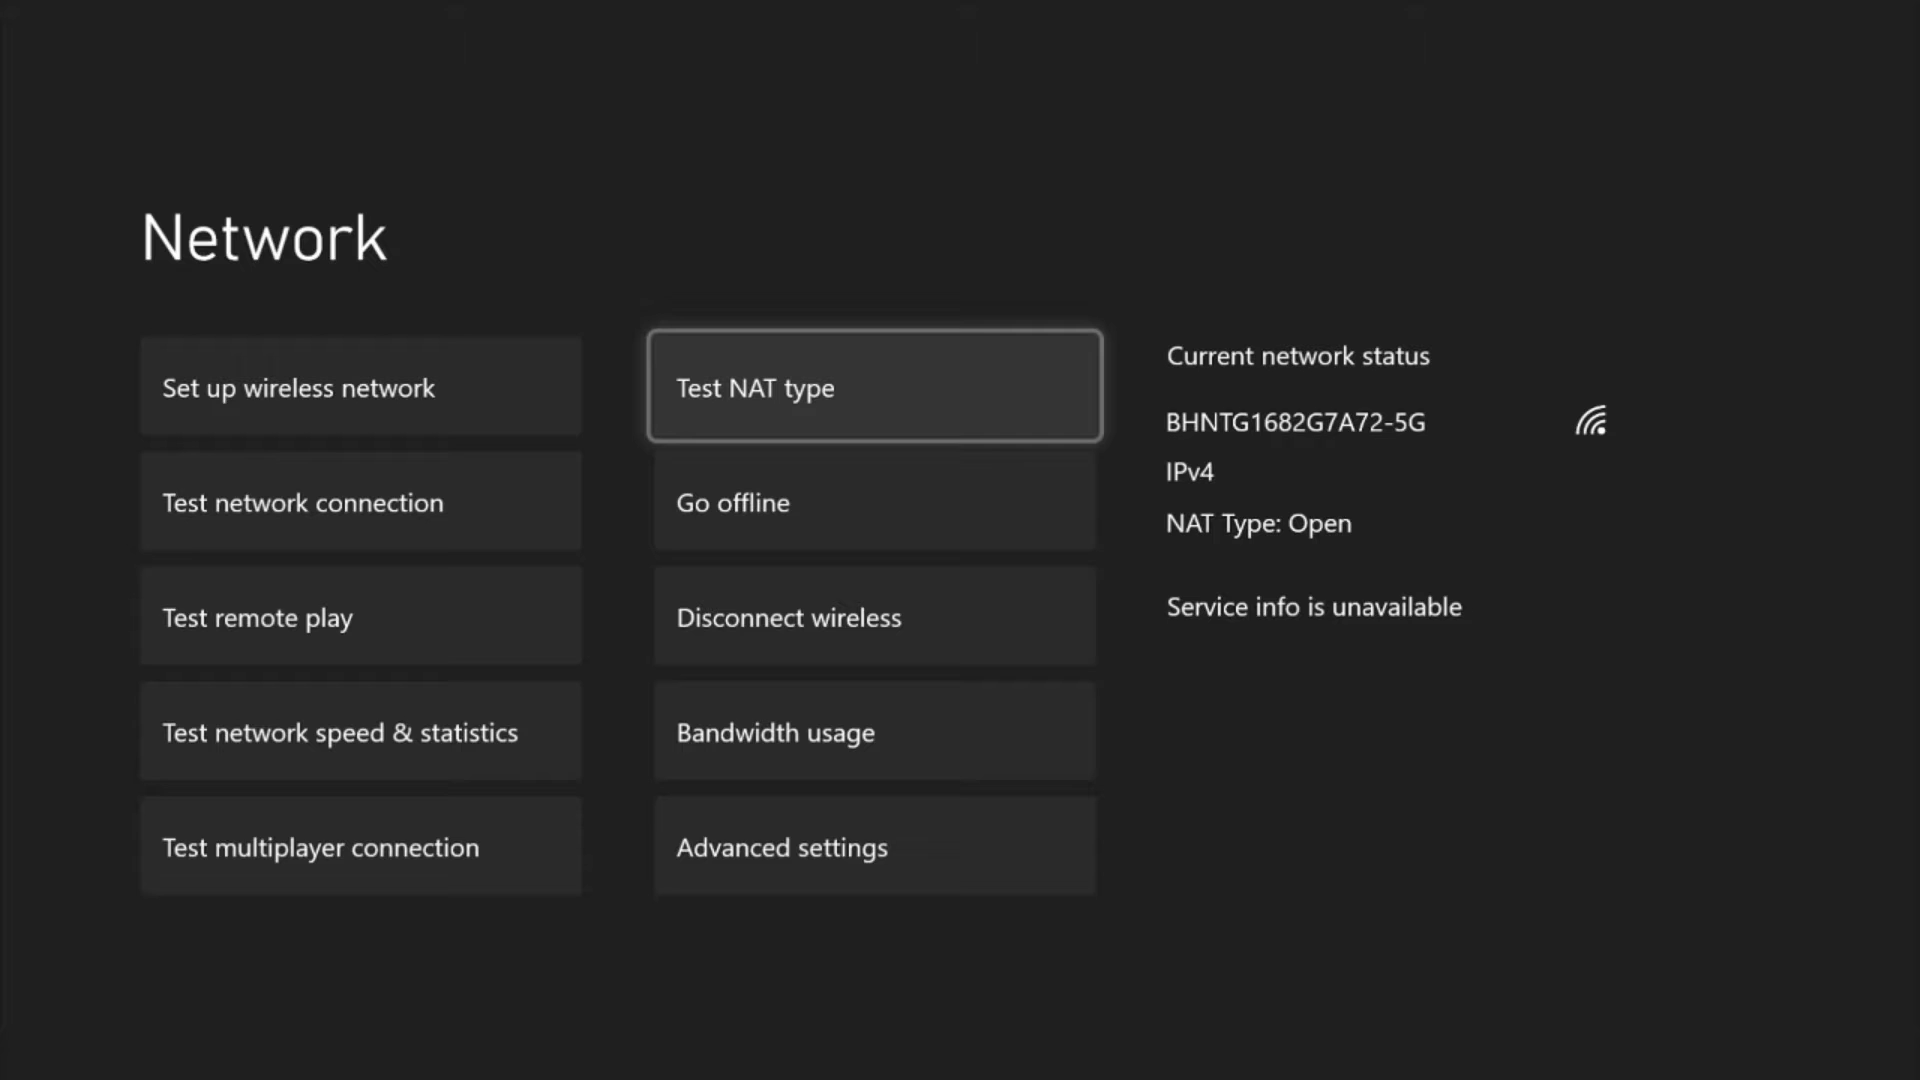 Network
Set up wireless network
Test network connection
Test remote play
Test network speed & statistics
Test multiplayer connection
Test NAT type
Go offline
Disconnect wireless
Bandwidth usage
Advanced settings
Current network status
BHNTG1682G7A72-5G
IPv4
NAT Type: Open
Service info is unavailable